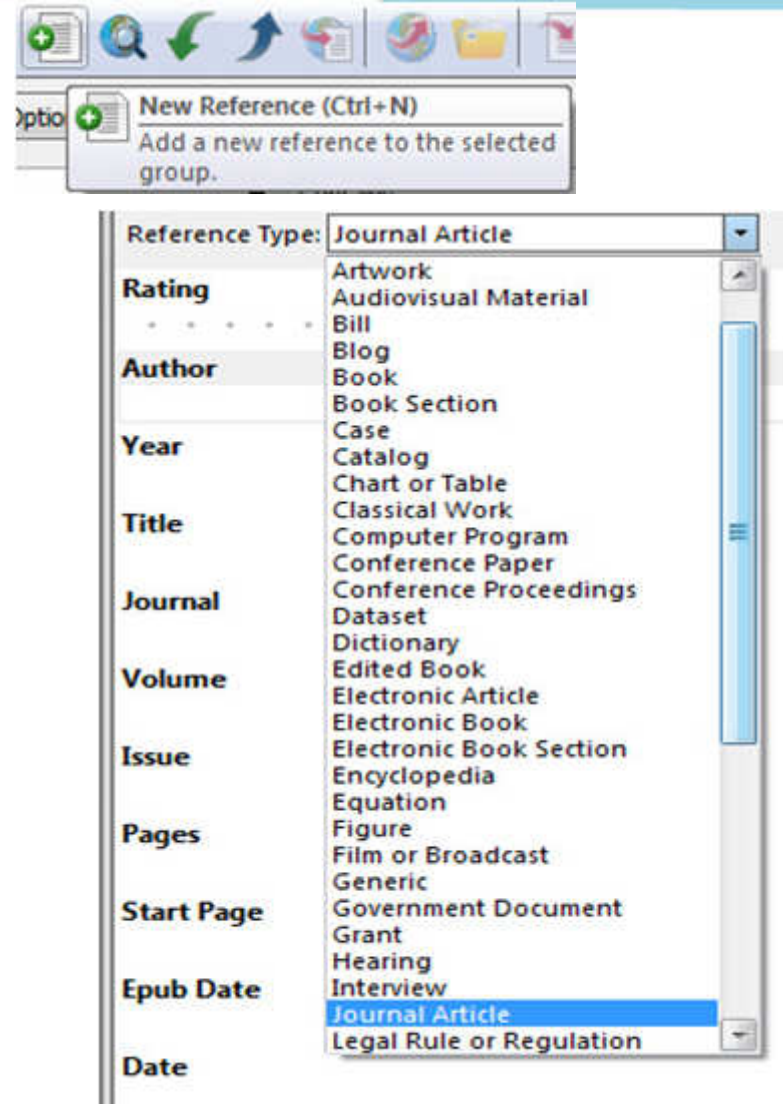 New Reference (Ctrl+N)
Add a new reference to the selected
group.
Reference Type: Journal Article
Rating
Author
Year
Title
Journal
Volume
Issue
Pages
Start Page
Epub Date
Date
Artwork
Audiovisual Material
Bill
Blog
Book
Book Section
Case
Catalog
Chart or Table
Classical Work
Computer Program
Conference Paper
Conference Proceedings
Dataset
Dictionary
Edited Book
Electronic Article
Electronic Book
Electronic Book Section
Encyclopedia
Equation
Figure
Film or Broadcast
Generic
Government Document
Grant
Hearing
Interview
Journal Article
Legal Rule or Regulation